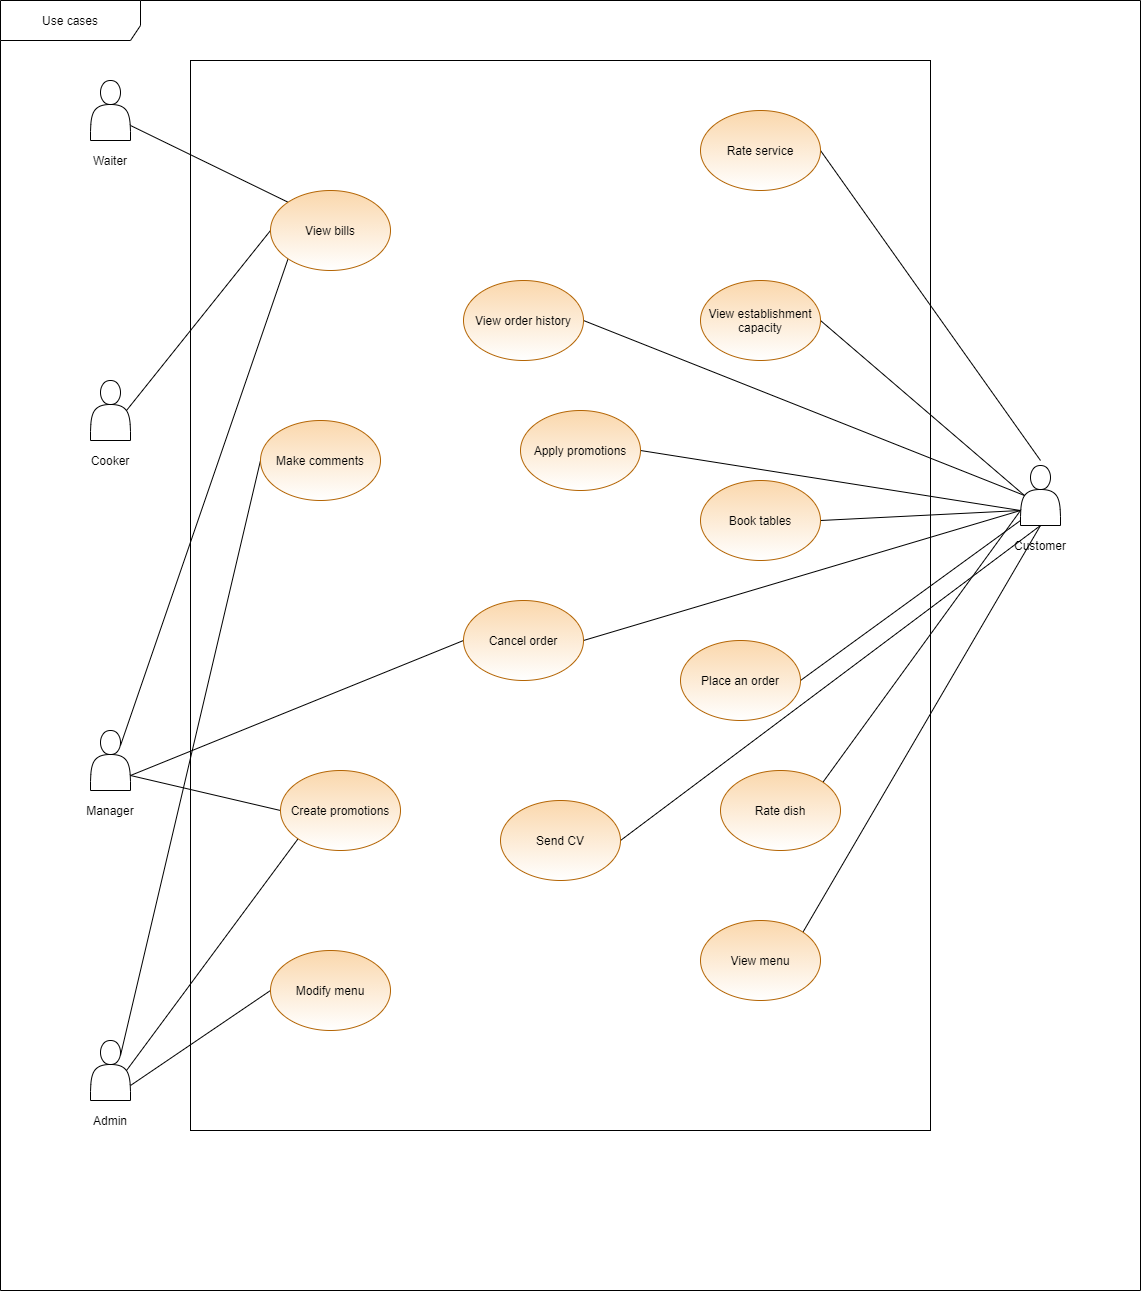 Use cases
Waiter
Rate service
View bills
View order history
View establishment
capacity
Cooker
Make comments
Apply promotions
Book tables
Customer
Cancel order
Place an order
Manager
Create promotions
Send CV
Rate dish
Modify menu
View menu
Admin